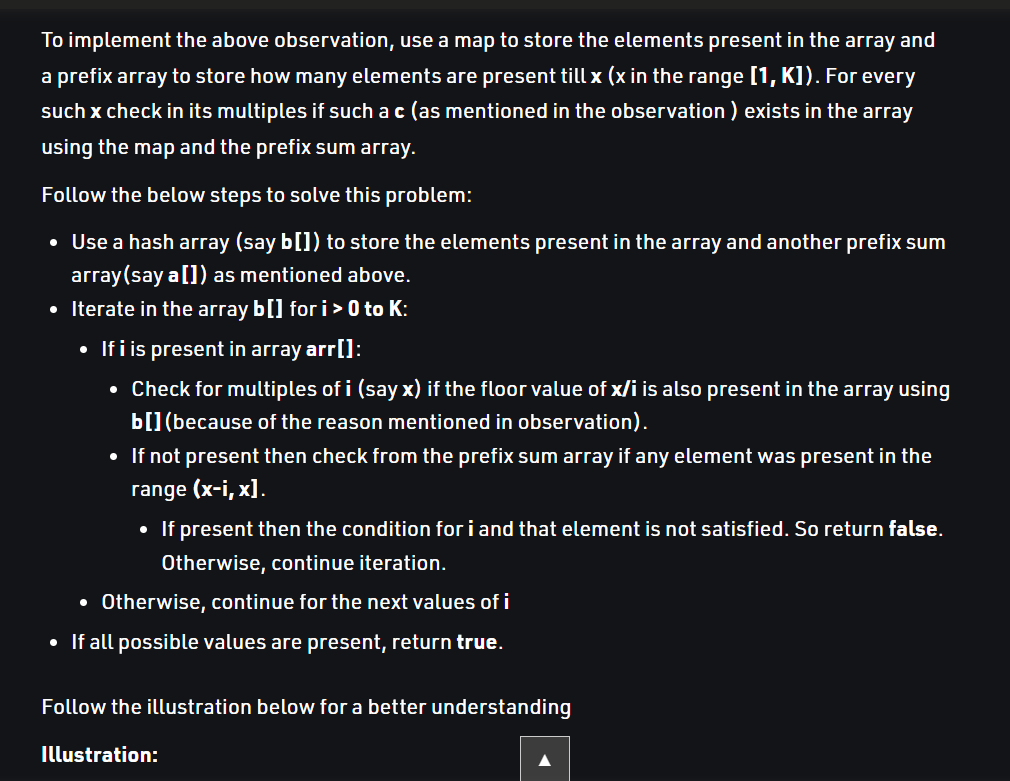 To implement the above observation, use a map to store the elements present in the array and
a prefix array to store how many elements are present till x (x in the range [1, K]). For every
such x check in its multiples if such a c (as mentioned in the observation ) exists in the array
using the map and the prefix sum array.
Follow the below steps to solve this problem:
• Use a hash array (say b[]) to store the elements present in the array and another prefix sum
array(say a[]) as mentioned above.
• Iterate in the array b[] for i > 0 to K:
• If i is present in array arr[]:
• Check for multiples of i (say x) if the floor value of x/i is also present in the array using
b[](because of the reason mentioned in observation).
• If not present then check from the prefix sum array if any element was present in the
range (x-i, x].
• If present then the condition for i and that element is not satisfied. So return false.
Otherwise, continue iteration.
• Otherwise, continue for the next values of i
• If all possible values are present, return true.
Follow the illustration below for a better understanding
Illustration: